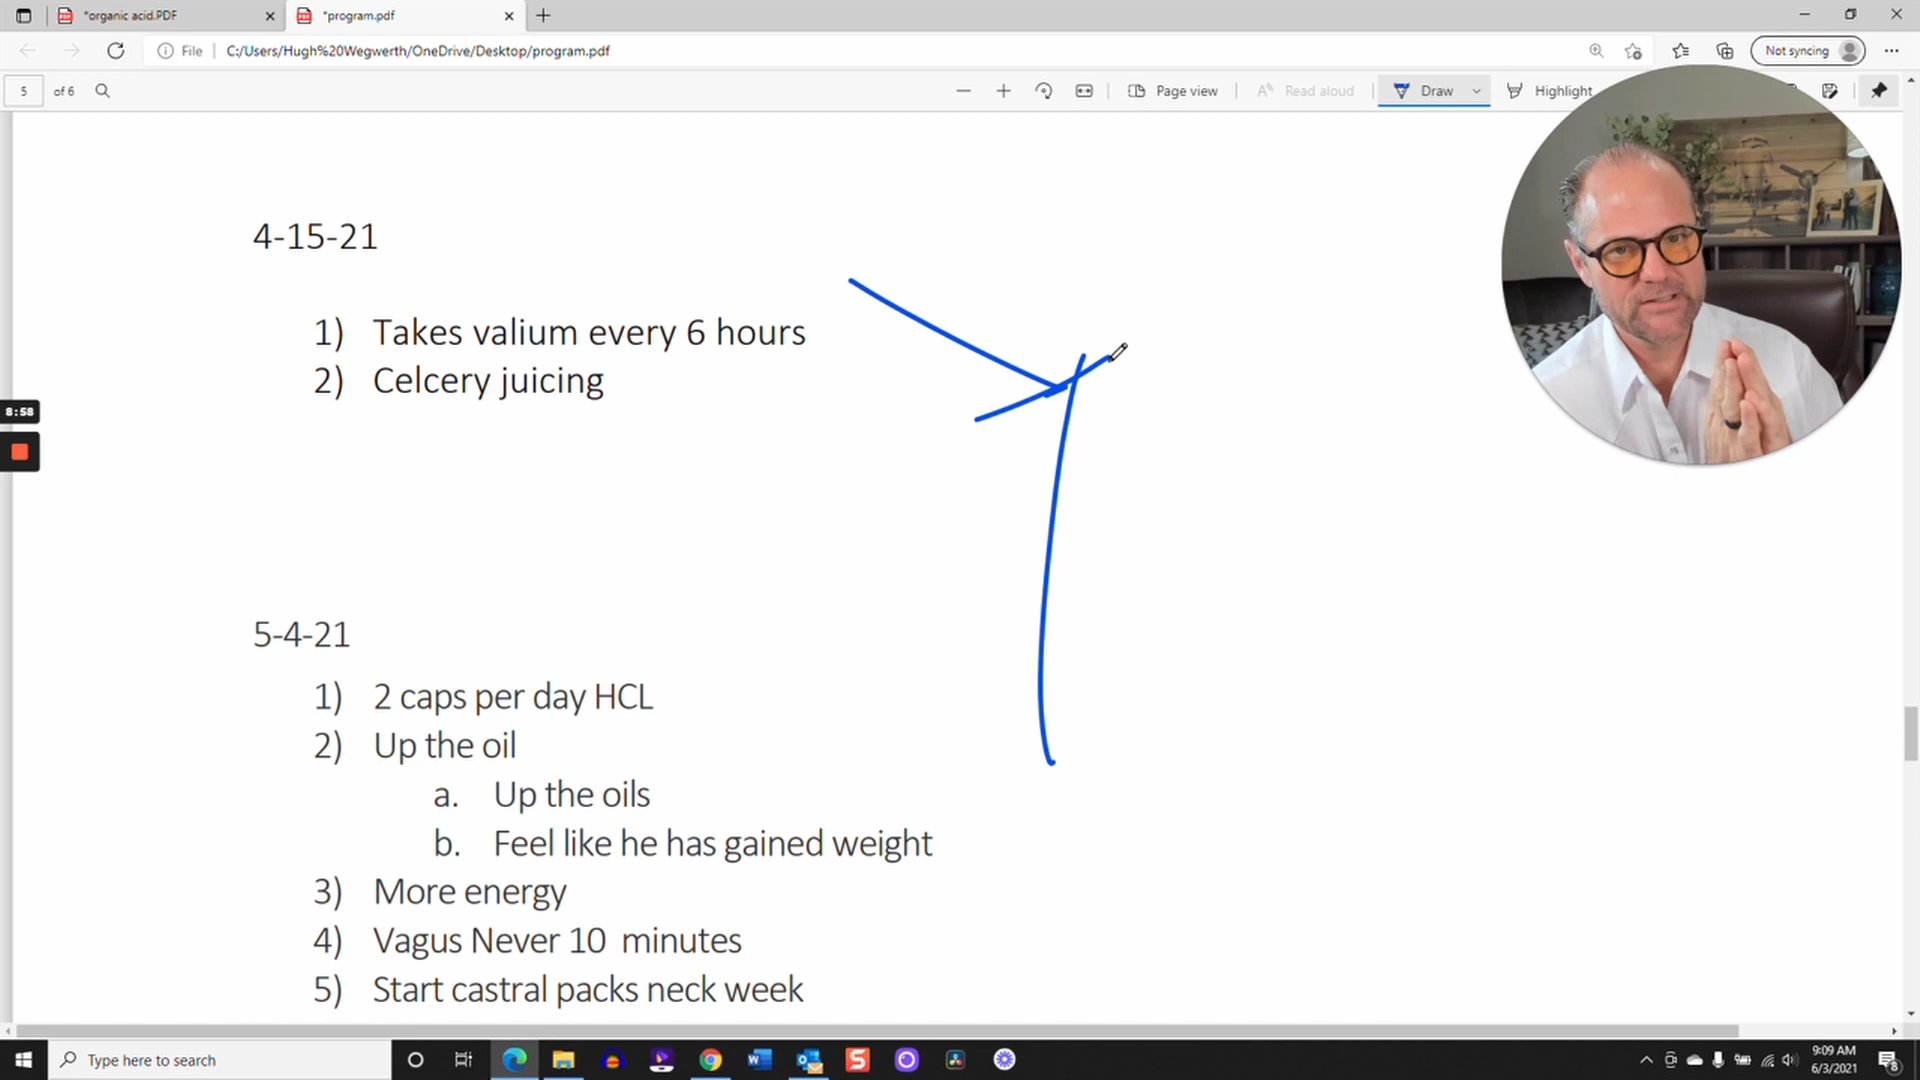 *organic acid.PDF
*program.pdf
File
C:/Users/Hugh%20Wegwerth/OneDrive/Desktop/program.pdf
Not syncing
5 of 6
Page view
Read aloud
Draw
Highlight
4-15-21
1) Takes valium every 6 hours
2) Celcery juicing
8:58
5-4-21
1) 2 caps per day HCL
2) Up the oil
a. Up the oils
b. Feel like he has gained weight
3) More energy
4) Vagus Never 10 minutes
5) Start castral packs neck week
Type here to search
9:09 AM
6/3/2021
8